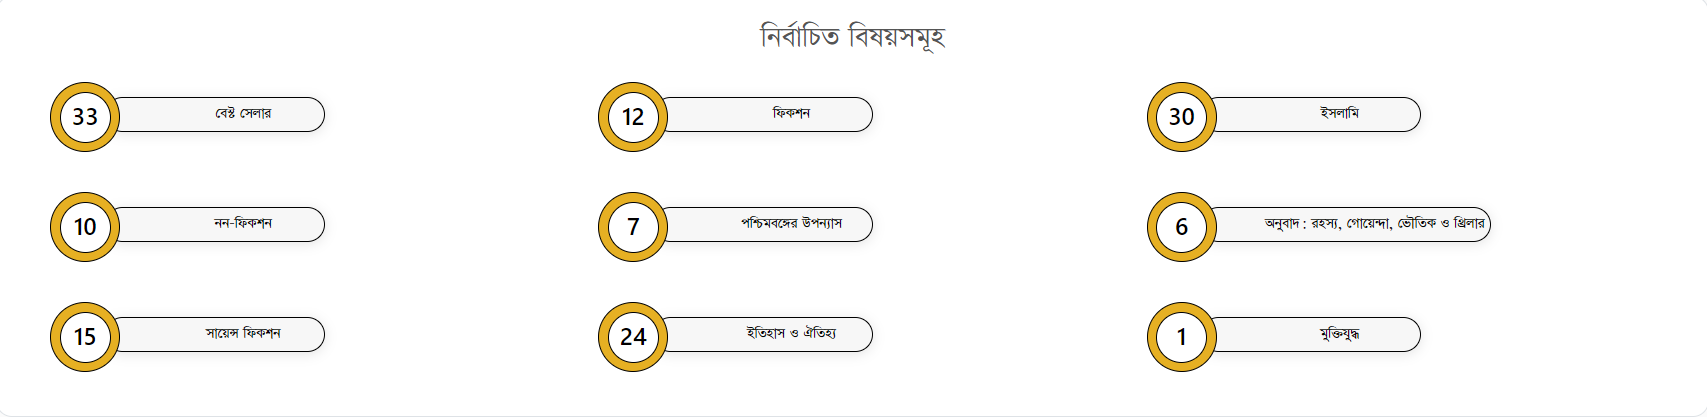 নির্বাচিত বিষয়সমূহ
33 বেস্ট সেলার
12 ফিকশন
30 ইসলামি
10 নন-ফিকশন
7 পশ্চিমবঙ্গের উপন্যাস
6 অনুবাদ : রহস্য, গোয়েন্দা, ভৌতিক ও থ্রিলার
15 সায়েন্স ফিকশন
24 ইতিহাস ও ঐতিহ্য
1 মুক্তিযুদ্ধ